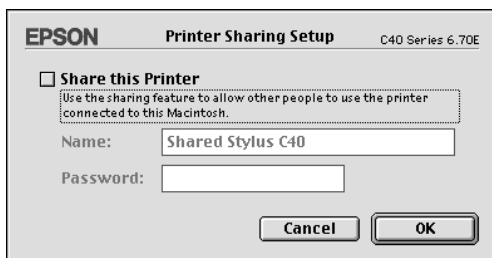 EPSON Printer Sharing Setup C40 Series 6.70E
Share this Printer
Use the sharing feature to allow other people to use the printer
connected to this Macintosh.
Name: Shared Stylus C40
Password:
Cancel OK